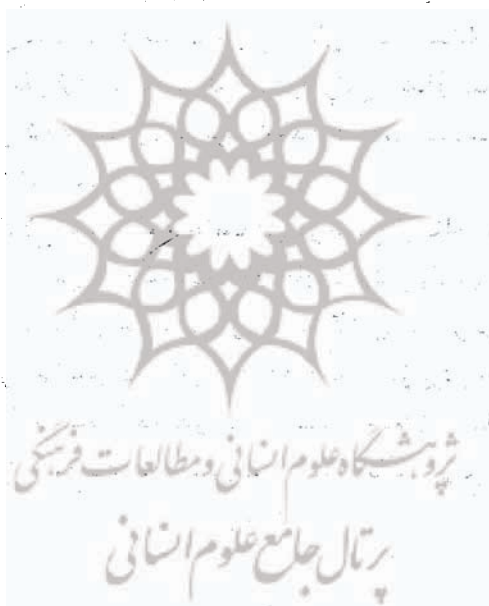 پژوهشگاه علوم انسانی و مطالعات فرهنگی
پرتال جامع علوم انسانی